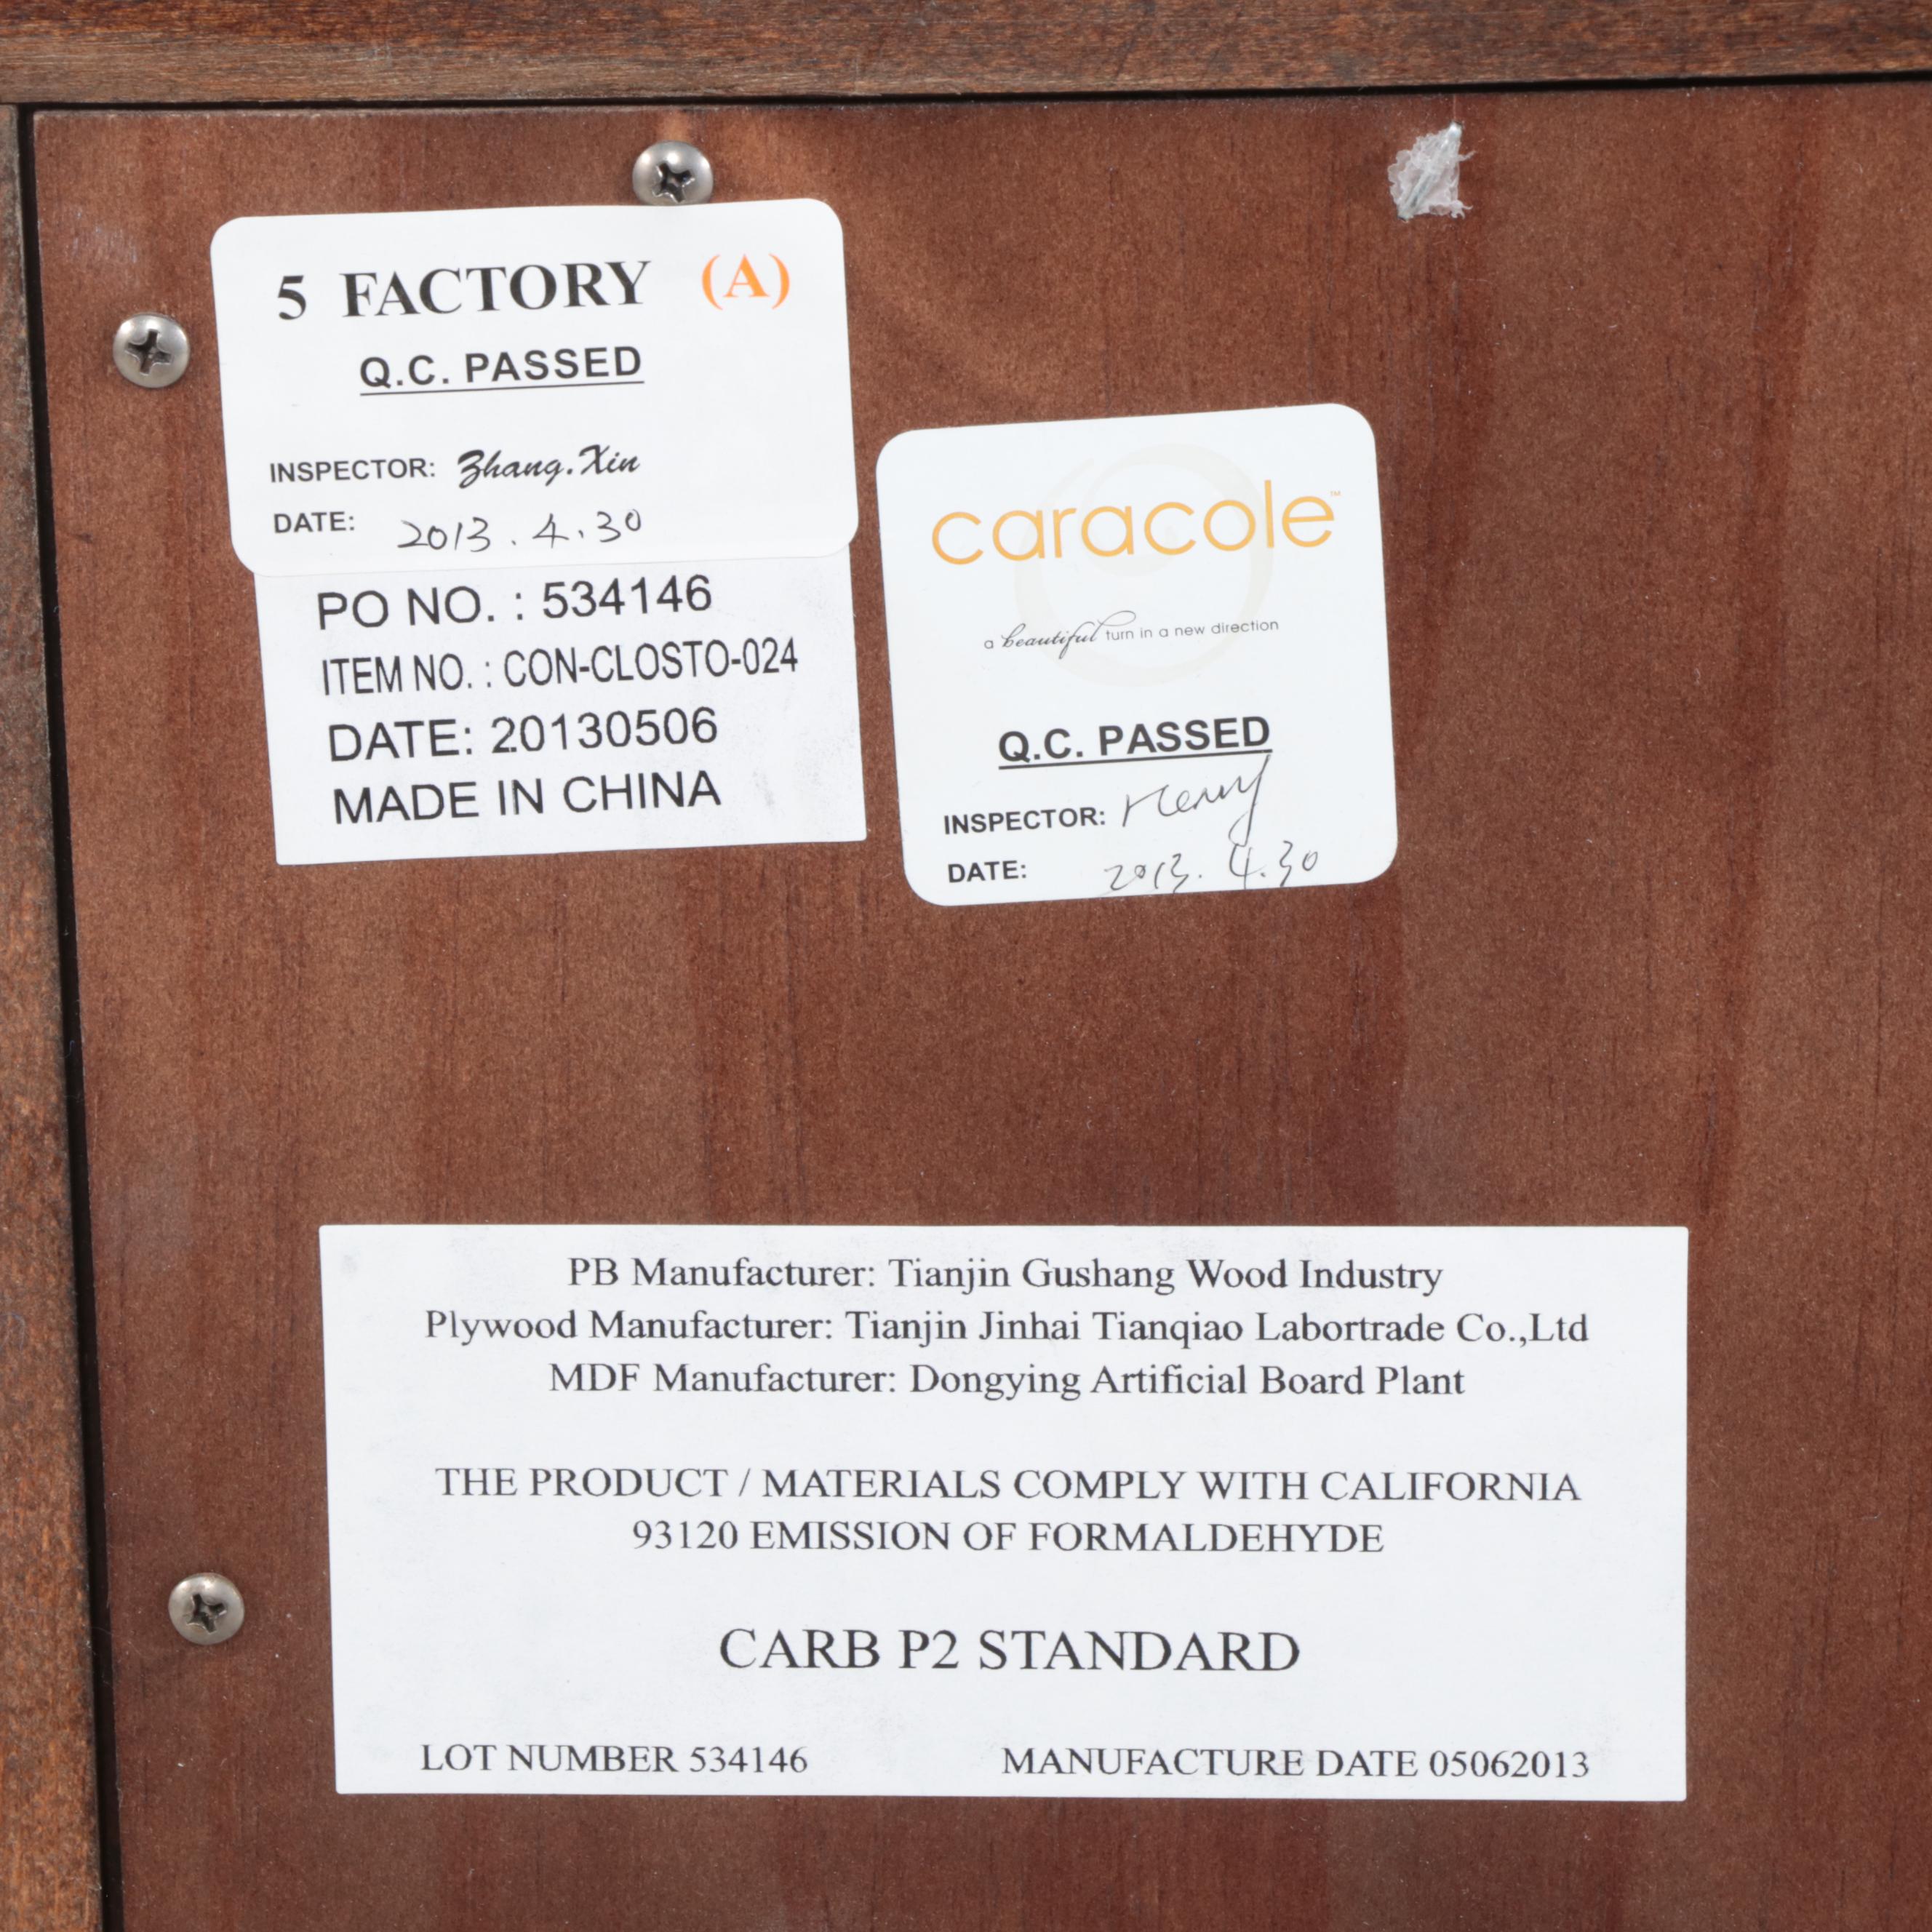 5 FACTORY (A)
Q.C. PASSED
INSPECTOR: Zhang.Xin
DATE: 2013.4.30
PO NO. : 534146
ITEM NO. : CON-CLOSTO-024
DATE: 20130506
MADE IN CHINA
caracole™
a beautiful turn in a new direction
Q.C. PASSED
INSPECTOR: Henry
DATE: 2013.4.30
PB Manufacturer: Tianjin Gushang Wood Industry
Plywood Manufacturer: Tianjin Jinhai Tianqiao Labortrade Co.,Ltd
MDF Manufacturer: Dongying Artificial Board Plant
THE PRODUCT / MATERIALS COMPLY WITH CALIFORNIA
93120 EMISSION OF FORMALDEHYDE
CARB P2 STANDARD
LOT NUMBER 534146 MANUFACTURE DATE 05062013